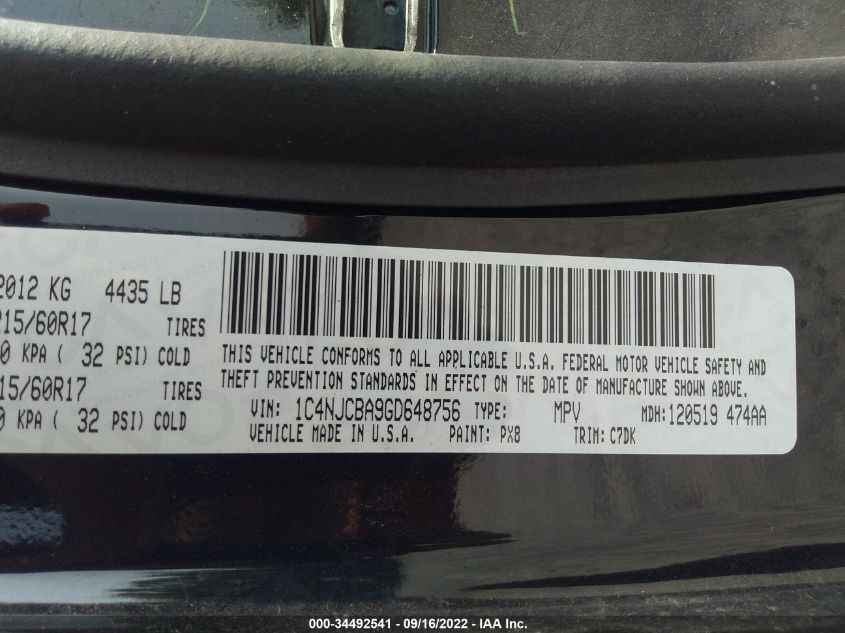 2012 KG 4435 LB
215/60R17 TIRES
0 KPA ( 32 PSI) COLD
15/60R17 TIRES
0 KPA ( 32 PSI) COLD
THIS VEHICLE CONFORMS TO ALL APPLICABLE U.S.A. FEDERAL MOTOR VEHICLE SAFETY AND
THEFT PREVENTION STANDARDS IN EFFECT ON THE DATE OF MANUFACTURE SHOWN ABOVE.
VIN: 1C4NJCBA9GD648756 TYPE: MPV MDH:120519 474AA
VEHICLE MADE IN U.S.A. PAINT: PX8 TRIM: C7DK
000-34492541 - 09/16/2022 - IAA Inc.